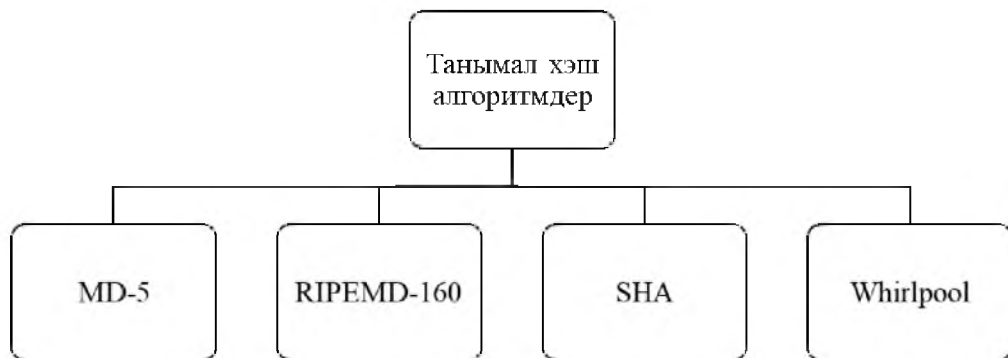 Танымал хэш
алгоритмдер
MD-5
RIPEMD-160
SHA
Whirlpool